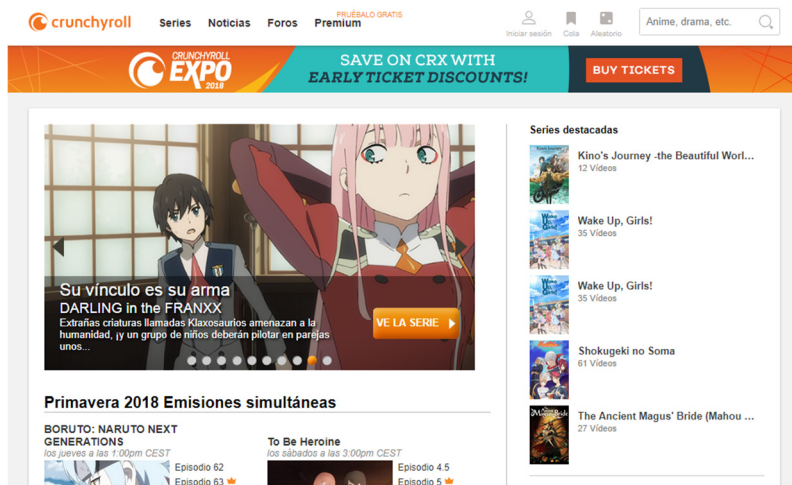 crunchyroll
Series
Noticias
Foros
PRUÉBALO GRATIS
Premium
Iniciar sesión
Cola
Aleatorio
Anime, drama, etc.
CRUNCHYROLL
EXPO
2018
SAVE ON CRX WITH
EARLY TICKET DISCOUNTS!
BUY TICKETS
Su vínculo es su arma
DARLING in the FRANXX
Extrañas criaturas llamadas Klaxosaurios amenazan a la
humanidad, ¡y un grupo de niños deberán pilotar en parejas
unos...
VE LA SERIE
Series destacadas
Kino's Journey -the Beautiful Worl...
12 Vídeos
Wake Up, Girls!
35 Vídeos
Wake Up, Girls!
35 Vídeos
Shokugeki no Soma
61 Vídeos
The Ancient Magus' Bride (Mahou ...
27 Vídeos
Primavera 2018 Emisiones simultáneas
BORUTO: NARUTO NEXT
GENERATIONS
los jueves a las 1:00pm CEST
Episodio 62
Episodio 63
To Be Heroine
los sábados a las 3:00pm CEST
Episodio 4.5
Episodio 5